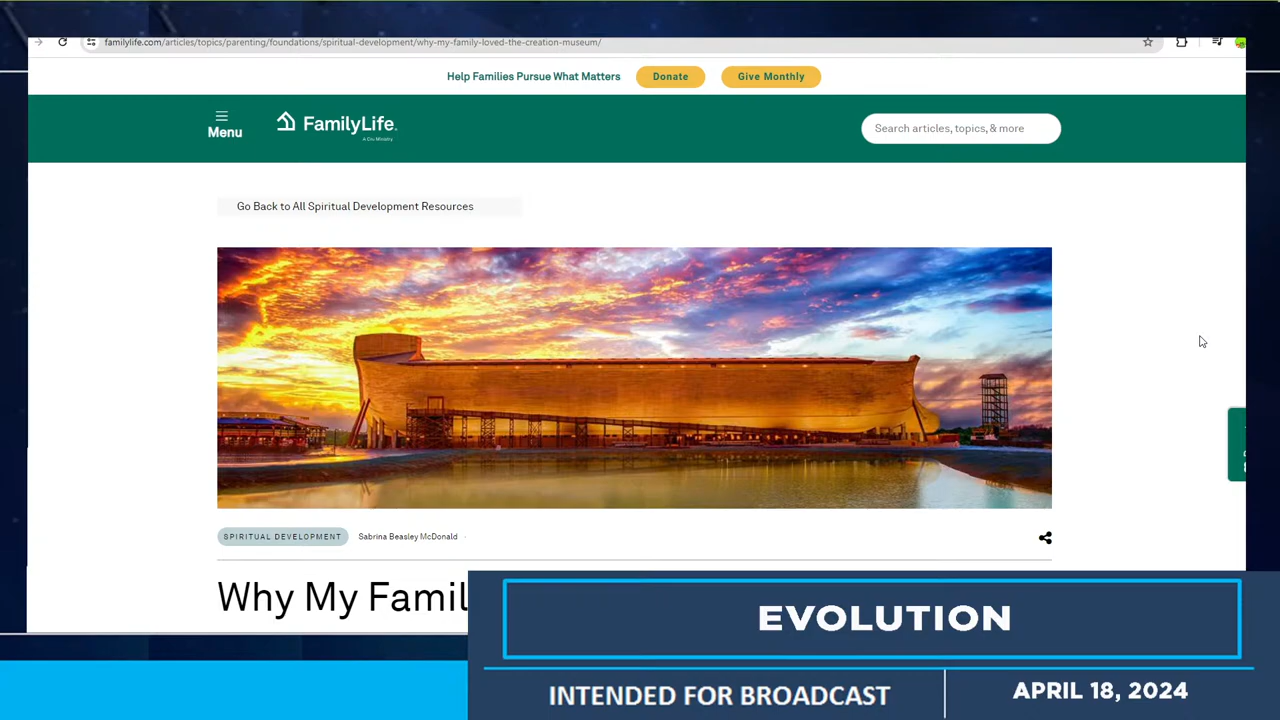 familylife.com/articles/topics/parenting/foundations/spiritual-development/why-my-family-loved-the-creation-museum/
Help Families Pursue What Matters
Donate
Give Monthly
Menu
FamilyLife
A Cru Ministry
Search articles, topics, & more
Go Back to All Spiritual Development Resources
SPIRITUAL DEVELOPMENT
Sabrina Beasley McDonald
Why My Famil
EVOLUTION
INTENDED FOR BROADCAST
APRIL 18, 2024